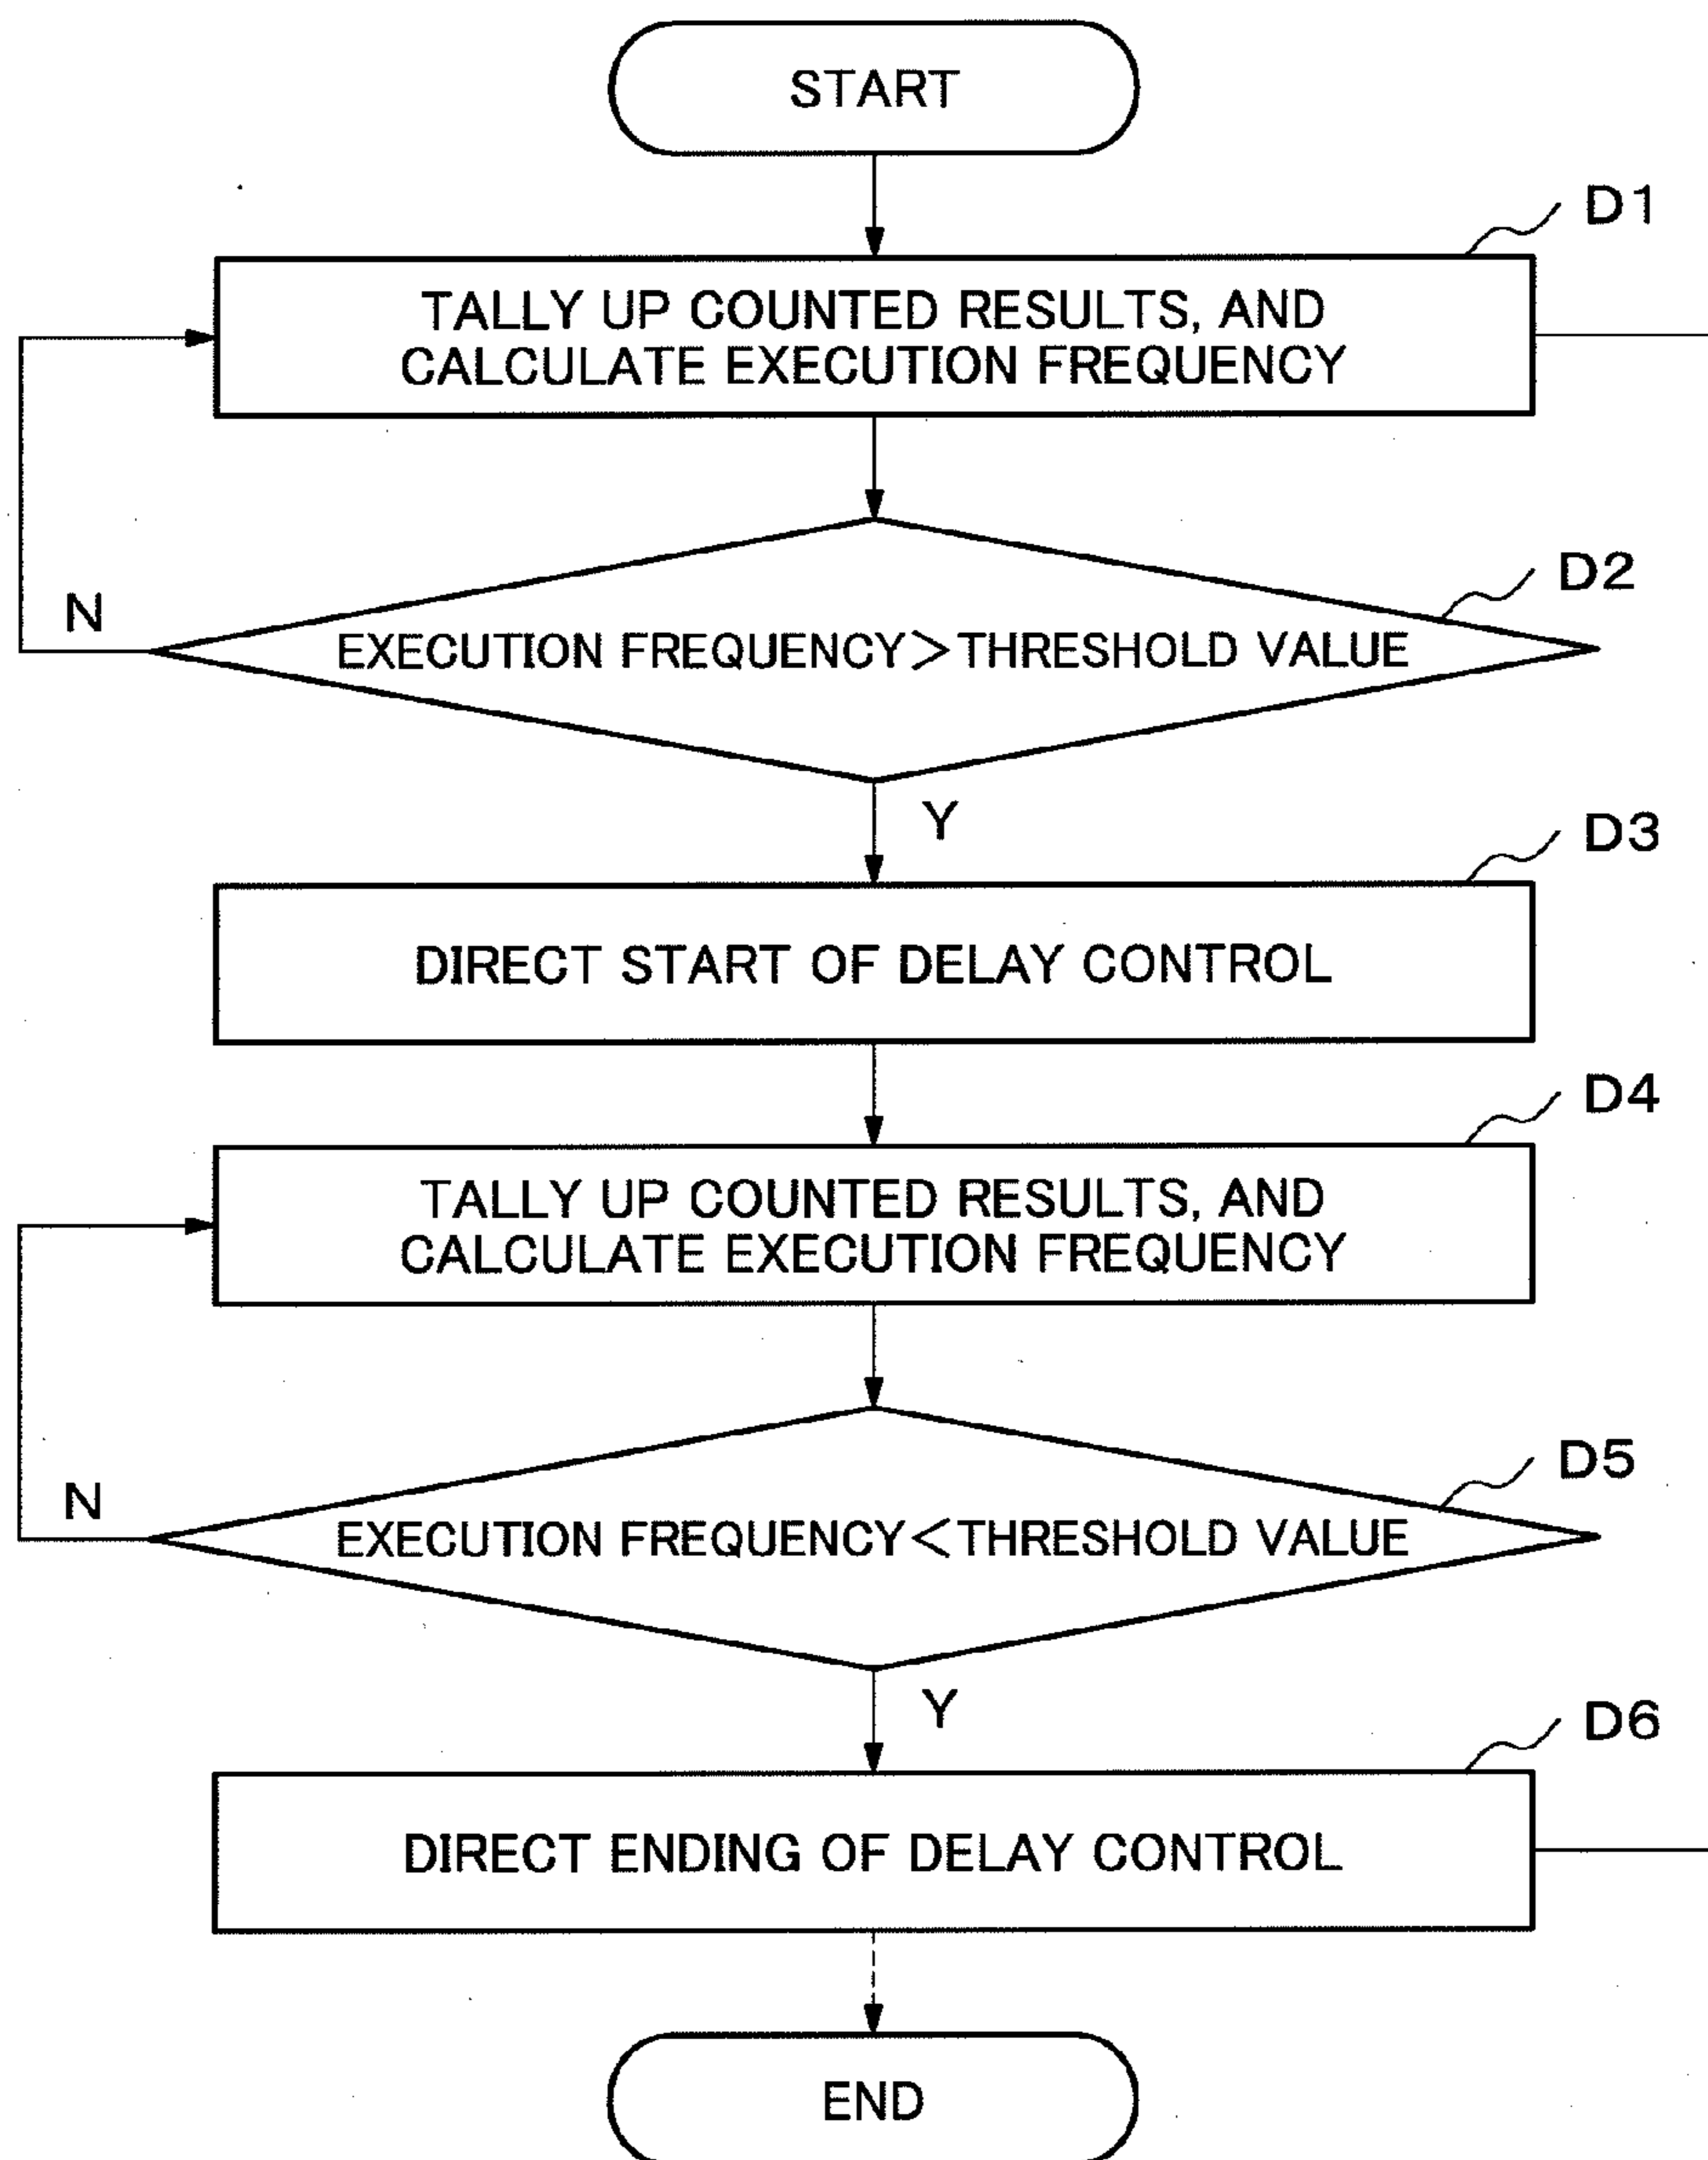 START
D1
TALLY UP COUNTED RESULTS, AND
CALCULATE EXECUTION FREQUENCY
D2
N
EXECUTION FREQUENCY>THRESHOLD VALUE
Y
D3
DIRECT START OF DELAY CONTROL
D4
TALLY UP COUNTED RESULTS, AND
CALCULATE EXECUTION FREQUENCY
D5
N
EXECUTION FREQUENCY<THRESHOLD VALUE
Y
D6
DIRECT ENDING OF DELAY CONTROL
END